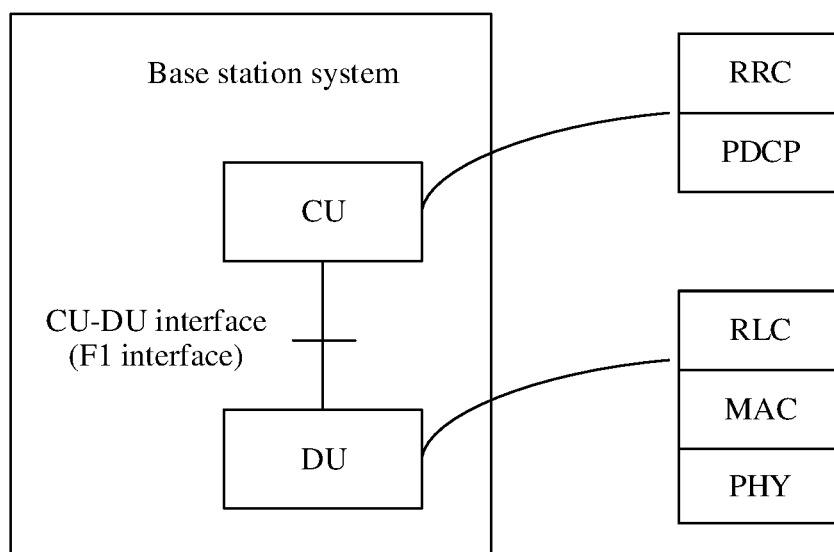 Base station system
RRC
PDCP
CU
CU-DU interface
(F1 interface)
RLC
MAC
PHY
DU